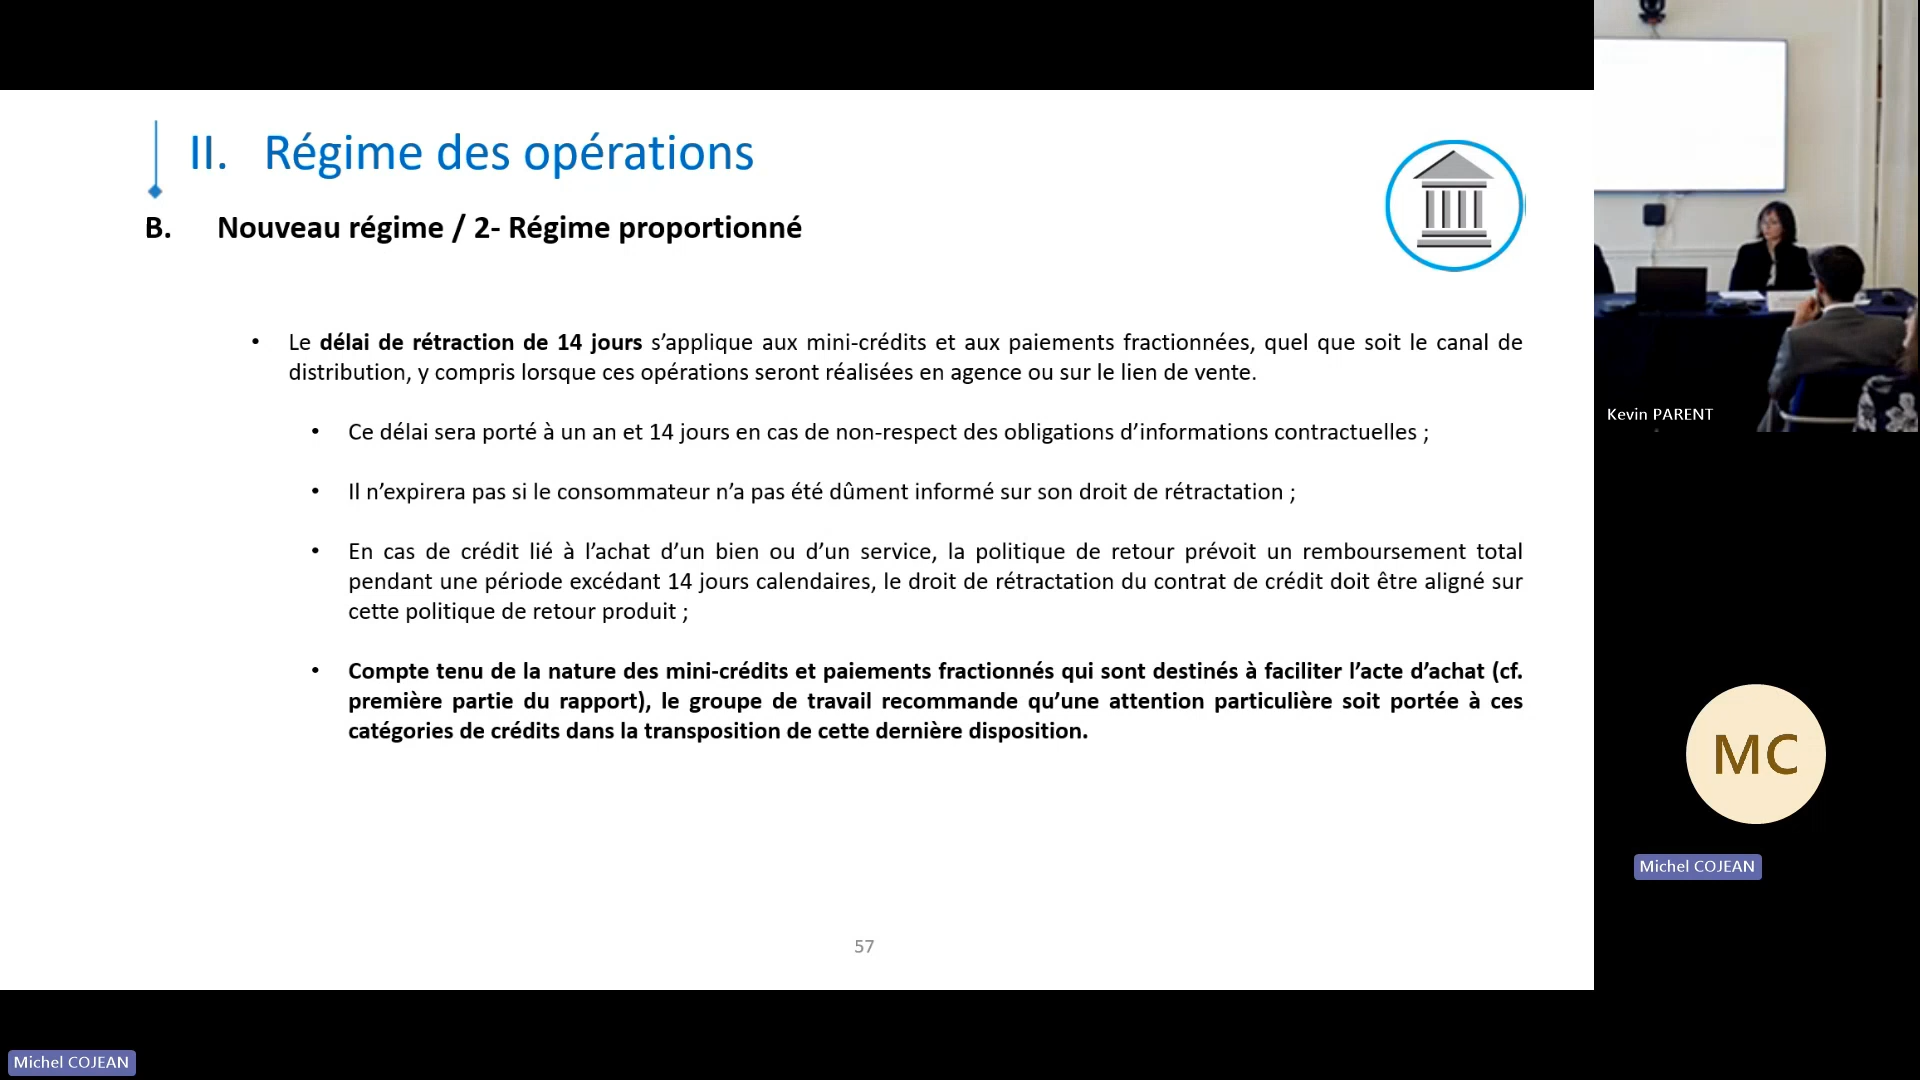 II. Régime des opérations
B. Nouveau régime / 2- Régime proportionné
• Le délai de rétraction de 14 jours s’applique aux mini-crédits et aux paiements fractionnées, quel que soit le canal de
distribution, y compris lorsque ces opérations seront réalisées en agence ou sur le lien de vente.
• Ce délai sera porté à un an et 14 jours en cas de non-respect des obligations d’informations contractuelles ;
• Il n’expirera pas si le consommateur n’a pas été dûment informé sur son droit de rétractation ;
• En cas de crédit lié à l’achat d’un bien ou d’un service, la politique de retour prévoit un remboursement total
pendant une période excédant 14 jours calendaires, le droit de rétractation du contrat de crédit doit être aligné sur
cette politique de retour produit ;
• Compte tenu de la nature des mini-crédits et paiements fractionnés qui sont destinés à faciliter l’acte d’achat (cf.
première partie du rapport), le groupe de travail recommande qu’une attention particulière soit portée à ces
catégories de crédits dans la transposition de cette dernière disposition.
57
Kevin PARENT
MC
Michel COJEAN
Michel COJEAN